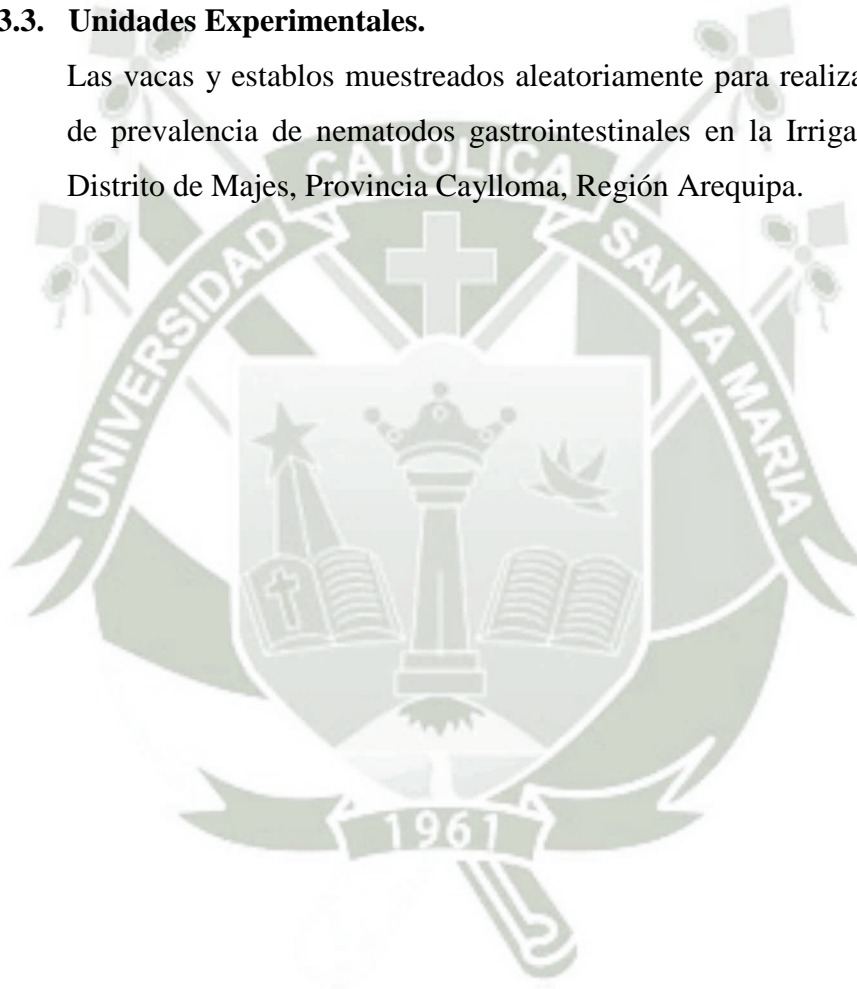 3.3. Unidades Experimentales.
Las vacas y establos muestreados aleatoriamente para realiza
de prevalencia de nematodos gastrointestinales en la Irriga
Distrito de Majes, Provincia Caylloma, Región Arequipa.
UNIVERSIDAD CATOLICA SANTA MARIA
1961